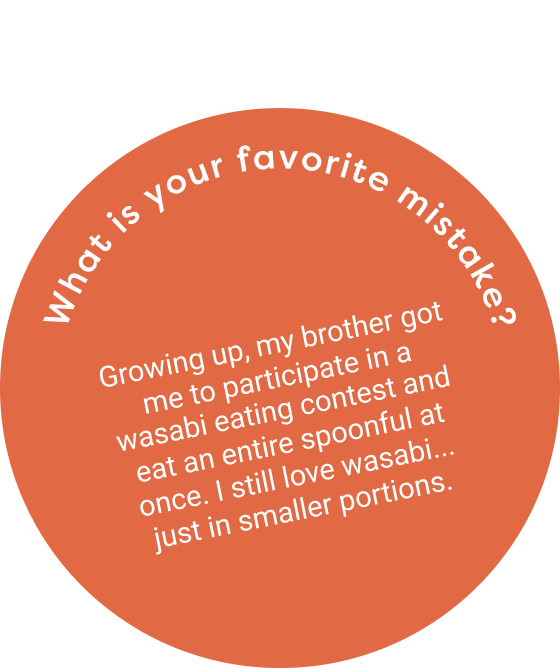 What is your favorite mistake?
Growing up, my brother got
me to participate in a
wasabi eating contest and
eat an entire spoonful at
once. I still love wasabi...
just in smaller portions.